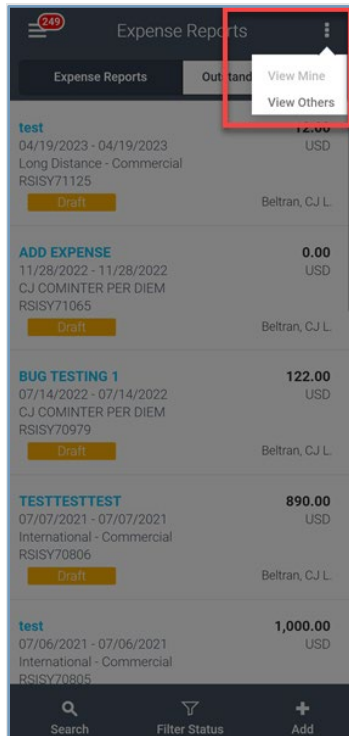 249
Expense Reports
Expense Reports
Outstand
View Mine
View Others
test
12.00
04/19/2023 - 04/19/2023
USD
Long Distance - Commercial
RSISY71125
Draft
Beltran, CJ L.
ADD EXPENSE
0.00
11/28/2022 - 11/28/2022
USD
CJ COMINTER PER DIEM
RSISY71065
Draft
Beltran, CJ L.
BUG TESTING 1
122.00
07/14/2022 - 07/14/2022
USD
CJ COMINTER PER DIEM
RSISY70979
Draft
Beltran, CJ L.
TESTTESTTEST
890.00
07/07/2021 - 07/07/2021
USD
International - Commercial
RSISY70806
Draft
Beltran, CJ L.
test
1,000.00
07/06/2021 - 07/06/2021
USD
International - Commercial
RSISY70805
Search
Filter Status
Add